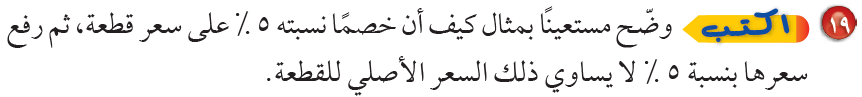 ١٩ اكتب وضّح مستعينًا بمثال كيف أن خصمًا نسبته ٥ ٪ على سعر قطعة، ثم رفع
سعرها بنسبة ٥ ٪ لا يساوي ذلك السعر الأصلي للقطعة.